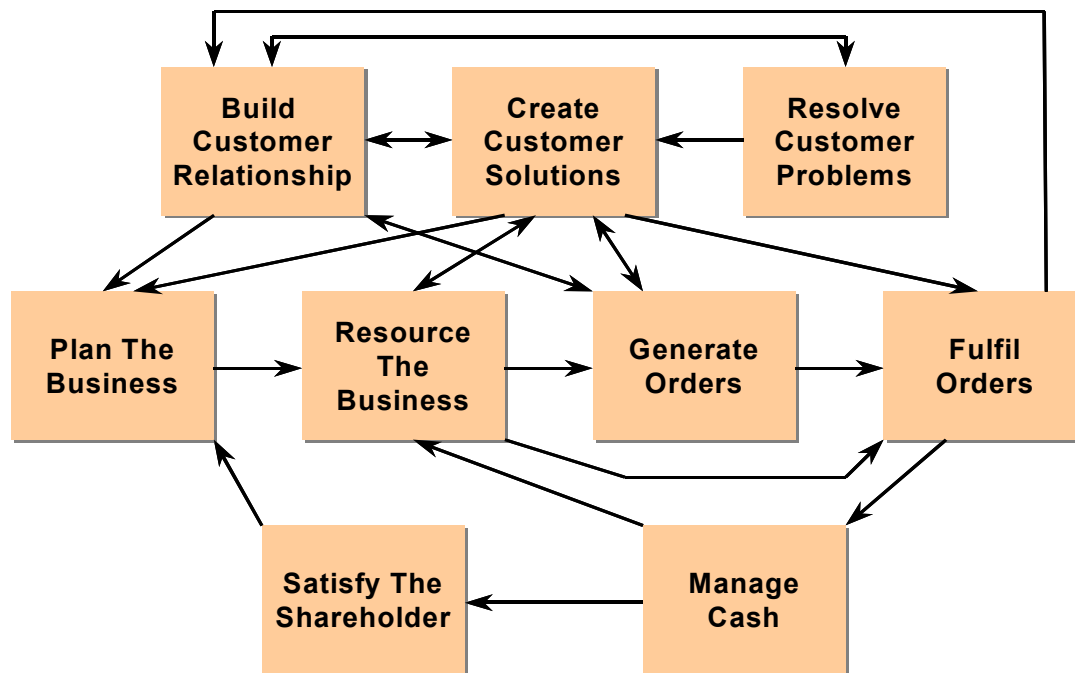 Build
Customer
Relationship
Create
Customer
Solutions
Resolve
Customer
Problems
Plan The
Business
Resource
The
Business
Generate
Orders
Fulfil
Orders
Satisfy The
Shareholder
Manage
Cash